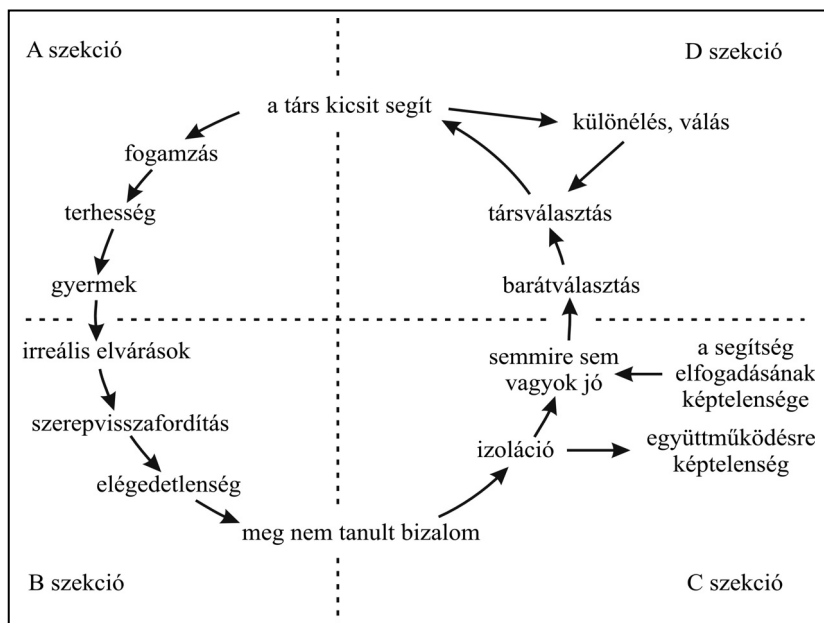 A szekció
D szekció
a társ kicsit segít
különélés, válás
fogamzás
terhesség
társválasztás
gyermek
barátválasztás
irreális elvárások
semmire sem
vagyok jó
a segítség
elfogadásának
képtelensége
szerepvisszafordítás
izoláció
együttműködésre
képtelenség
elégedetlenség
meg nem tanult bizalom
B szekció
C szekció